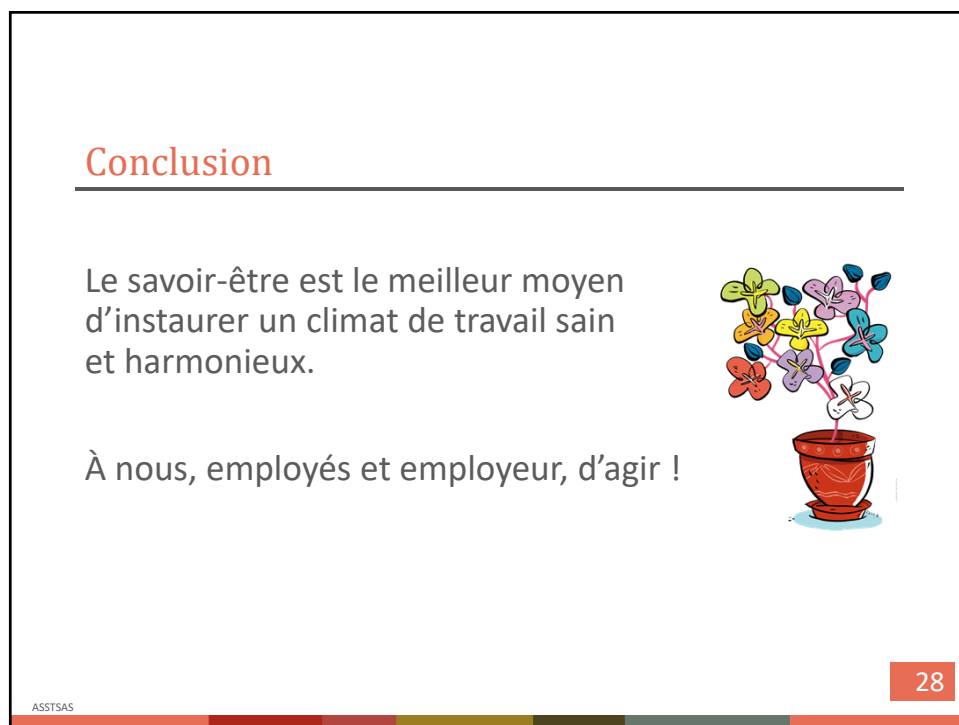 Conclusion
Le savoir-être est le meilleur moyen
d’instaurer un climat de travail sain
et harmonieux.
À nous, employés et employeur, d’agir !
28
ASSTSAS